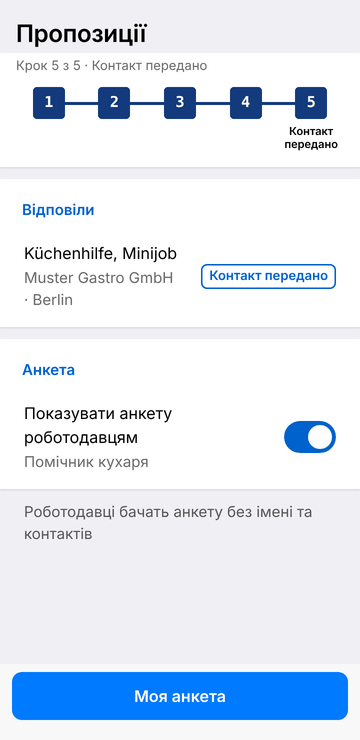 Пропозиції
Крок 5 з 5 · Контакт передано
1 2 3 4 5
Контакт
передано
Відповіли
Küchenhilfe, Minijob
Muster Gastro GmbH
· Berlin
Контакт передано
Анкета
Показувати анкету
роботодавцям
Помічник кухаря
Роботодавці бачать анкету без імені та
контактів
Моя анкета